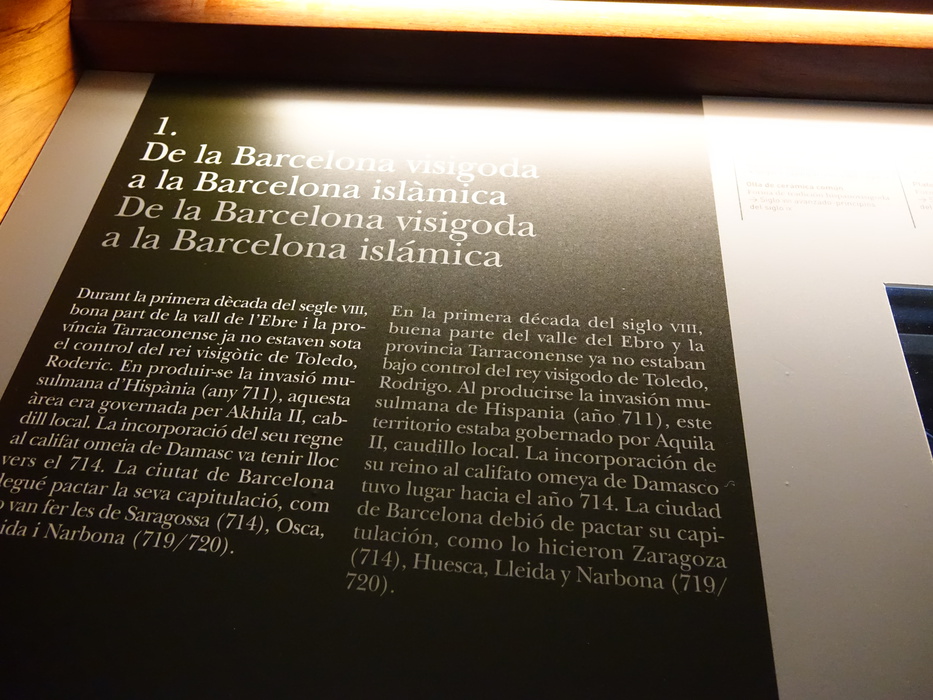 1.
De la Barcelona visigoda
a la Barcelona islàmica
De la Barcelona visigoda
a la Barcelona islámica
Durant la primera dècada del segle VIII,
bona part de la vall de l'Ebre i la pro-
víncia Tarraconense ja no estaven sota
el control del rei visigòtic de Toledo,
Roderic. En produir-se la invasió mu-
sulmana d'Hispània (any 711), aquesta
àrea era governada per Akhila II, cab-
dill local. La incorporació del seu regne
al califat omeia de Damasc va tenir lloc
vers el 714. La ciutat de Barcelona
degué pactar la seva capitulació, com
van fer les de Saragossa (714), Osca,
ida i Narbona (719/720).
En la primera década del siglo VIII,
buena parte del valle del Ebro y la
provincia Tarraconense ya no estaban
bajo control del rey visigodo de Toledo,
Rodrigo. Al producirse la invasión mu-
sulmana de Hispania (año 711), este
territorio estaba gobernado por Aquila
II, caudillo local. La incorporación de
su reino al califato omeya de Damasco
tuvo lugar hacia el año 714. La ciudad
de Barcelona debió de pactar su capi-
tulación, como lo hicieron Zaragoza
(714), Huesca, Lleida y Narbona (719/
720).
Olla de cerámica común